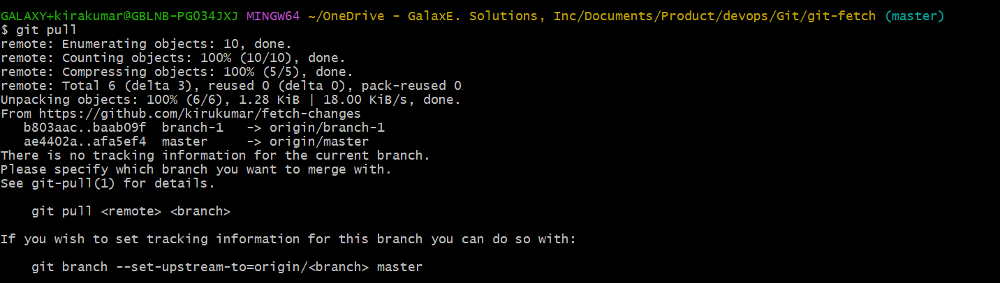 GALAXY+kirakumar@GBLNB-PG034JXJ MINGW64 ~/OneDrive - GalaxE. Solutions, Inc/Documents/Product/devops/Git/git-fetch (master)
$ git pull
remote: Enumerating objects: 10, done.
remote: Counting objects: 100% (10/10), done.
remote: Compressing objects: 100% (5/5), done.
remote: Total 6 (delta 3), reused 0 (delta 0), pack-reused 0
Unpacking objects: 100% (6/6), 1.28 KiB | 18.00 KiB/s, done.
From https://github.com/kirukumar/fetch-changes
   b803aac..baab09f  branch-1   -> origin/branch-1
   ae4402a..afa5ef4  master     -> origin/master
There is no tracking information for the current branch.
Please specify which branch you want to merge with.
See git-pull(1) for details.
    git pull <remote> <branch>
If you wish to set tracking information for this branch you can do so with:
    git branch --set-upstream-to=origin/<branch> master